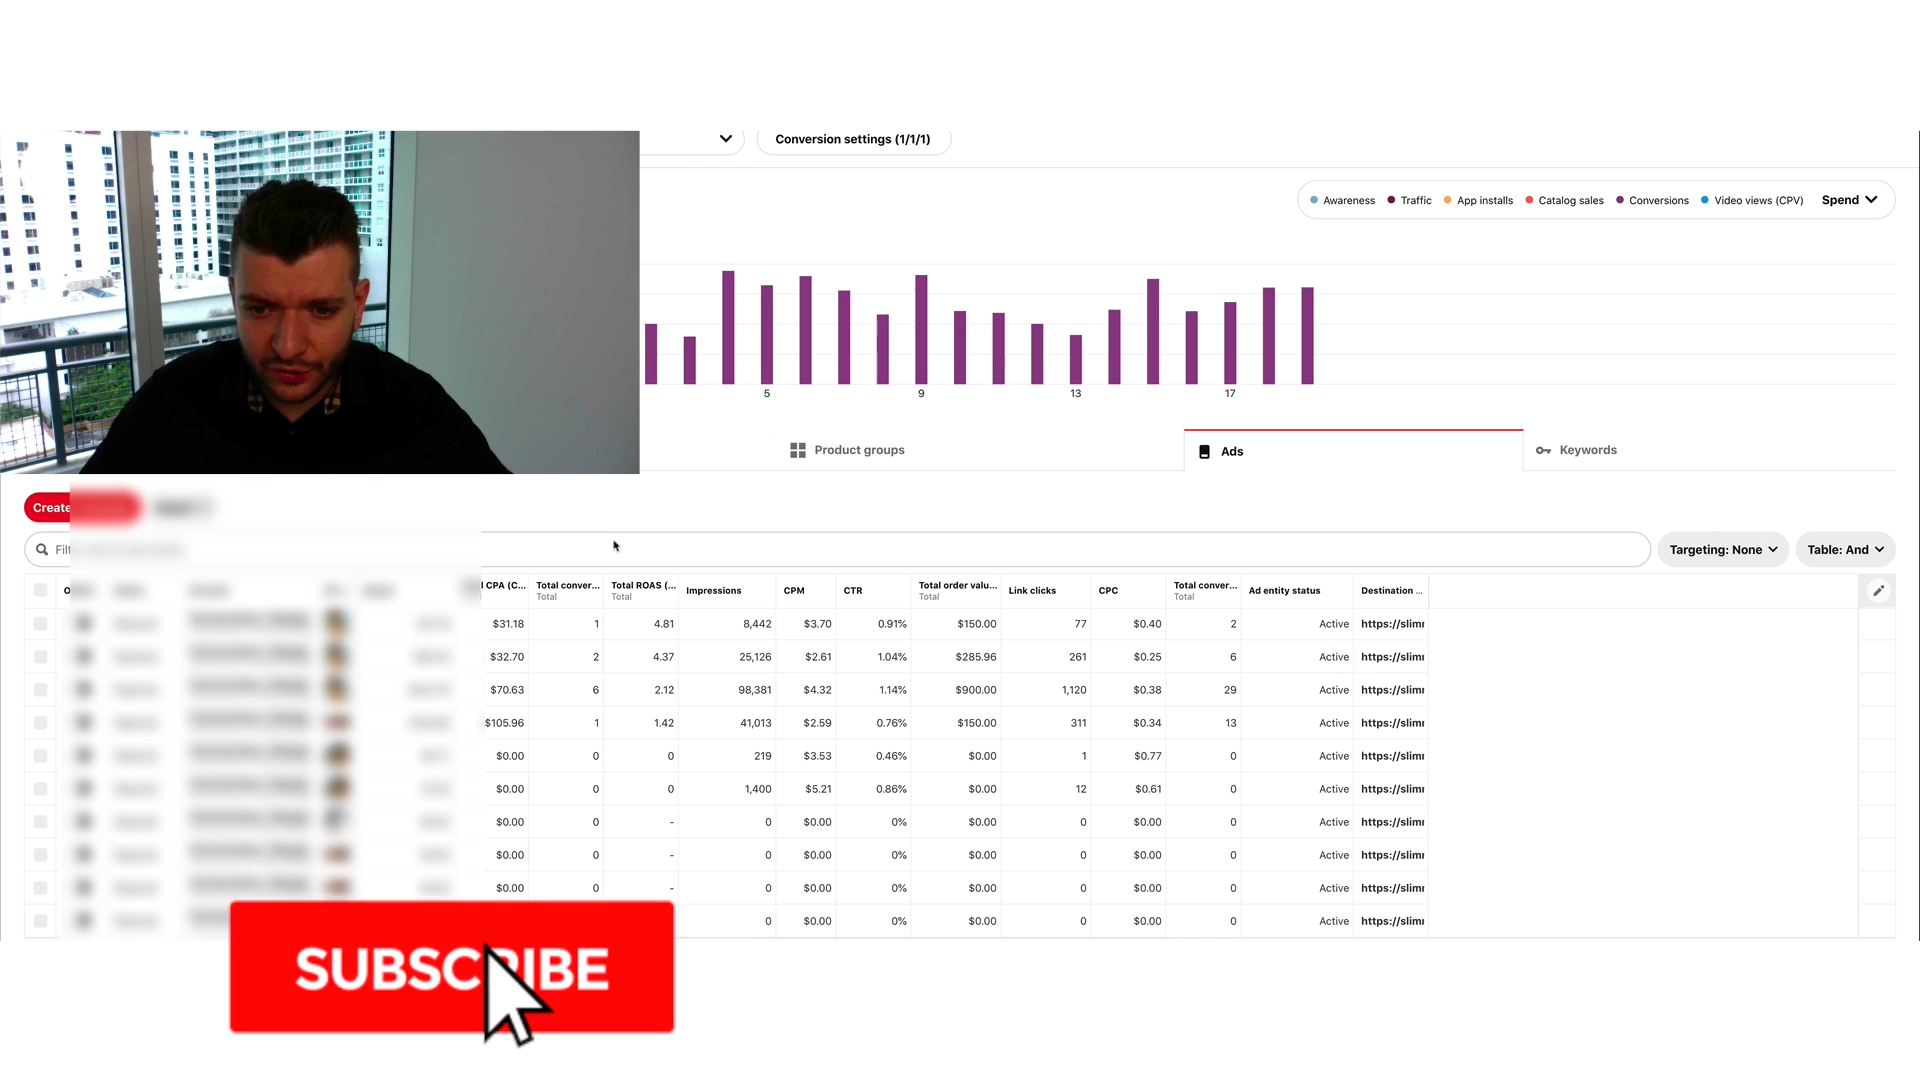 Conversion settings (1/1/1)
Awareness Traffic App installs Catalog sales Conversions Video views (CPV) Spend
5 9 13 17
Product groups Ads Keywords
Create
Targeting: None Table: And
CPA (C... Total conver... Total ROAS (... Impressions CPM CTR Total order valu... Link clicks CPC Total conver... Ad entity status Destination ...
Total Total Total Total
$31.18 1 4.81 8,442 $3.70 0.91% $150.00 77 $0.40 2 Active https://slimr
$32.70 2 4.37 25,126 $2.61 1.04% $285.96 261 $0.25 6 Active https://slimr
$70.63 6 2.12 98,381 $4.32 1.14% $900.00 1,120 $0.38 29 Active https://slimr
$105.96 1 1.42 41,013 $2.59 0.76% $150.00 311 $0.34 13 Active https://slimr
$0.00 0 0 219 $3.53 0.46% $0.00 1 $0.77 0 Active https://slimr
$0.00 0 0 1,400 $5.21 0.86% $0.00 12 $0.61 0 Active https://slimr
$0.00 0 - 0 $0.00 0% $0.00 0 $0.00 0 Active https://slimr
$0.00 0 - 0 $0.00 0% $0.00 0 $0.00 0 Active https://slimr
$0.00 0 - 0 $0.00 0% $0.00 0 $0.00 0 Active https://slimr
0 $0.00 0% $0.00 0 $0.00 0 Active https://slimr
SUBSCRIBE